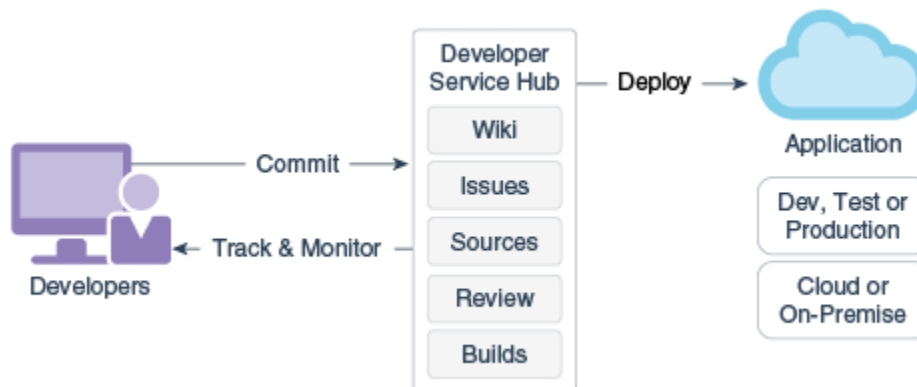 Developer
Service Hub
Wiki
Issues
Sources
Review
Builds
Commit
Track & Monitor
Developers
Deploy
Application
Dev, Test or
Production
Cloud or
On-Premise